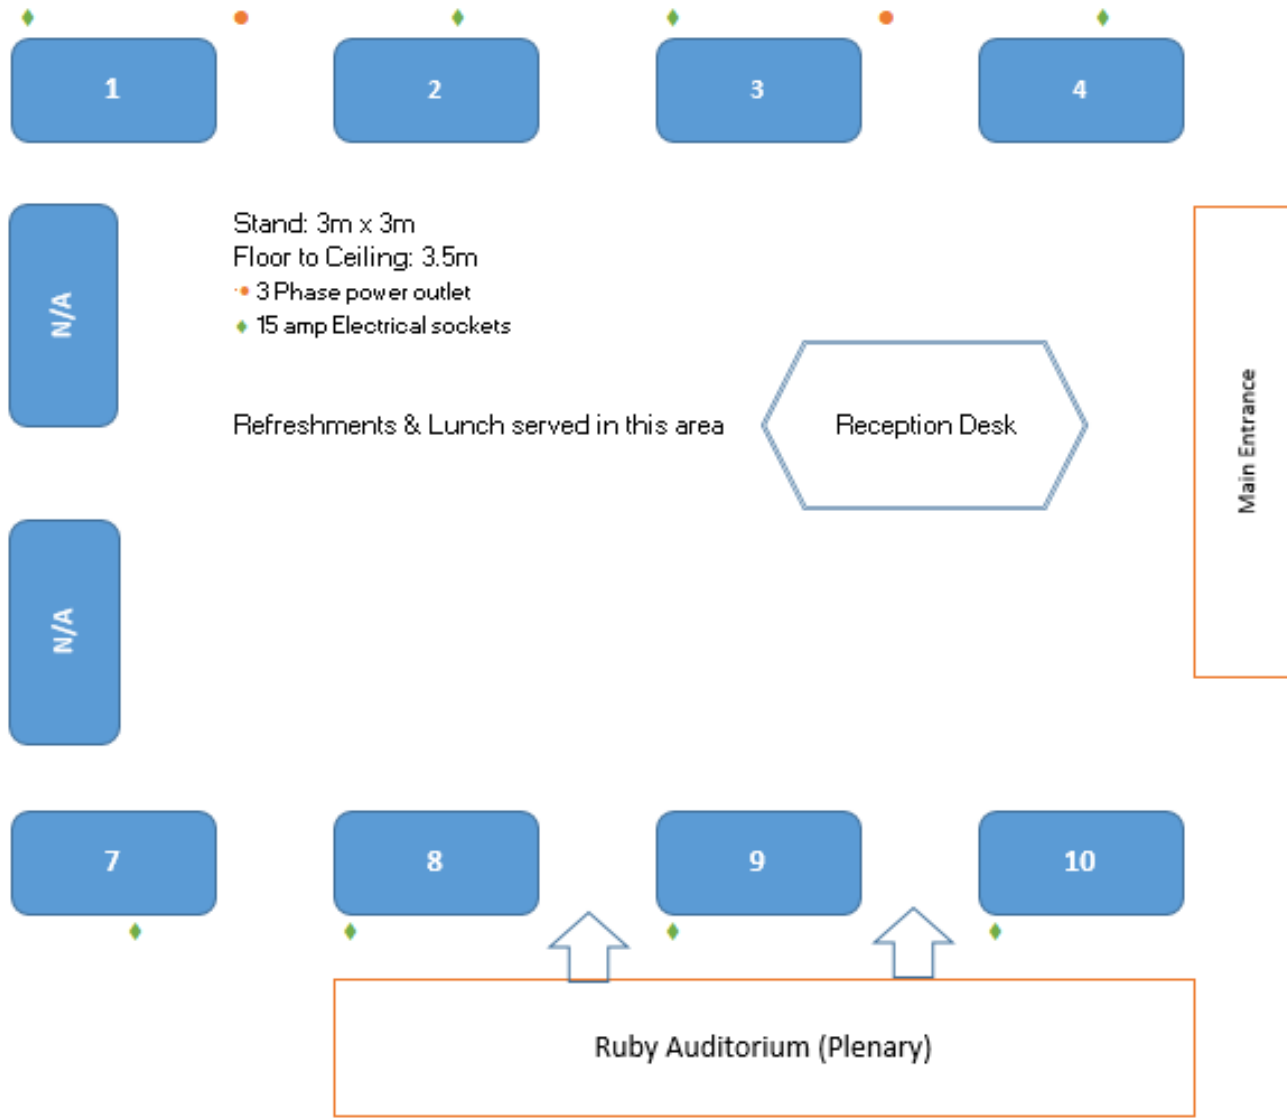 1
2
3
4
Stand: 3m x 3m
Floor to Ceiling: 3.5m
3 Phase power outlet
15 amp Electrical sockets
N/A
Refreshments & Lunch served in this area
Reception Desk
Main Entrance
N/A
7
8
9
10
Ruby Auditorium (Plenary)